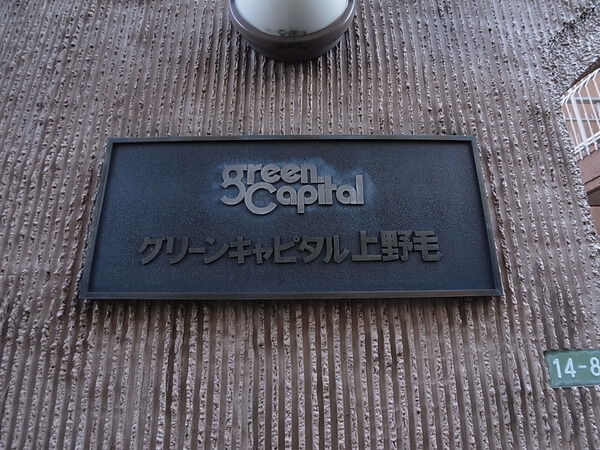 green
Capital
グリーンキャピタル上野毛
14-8